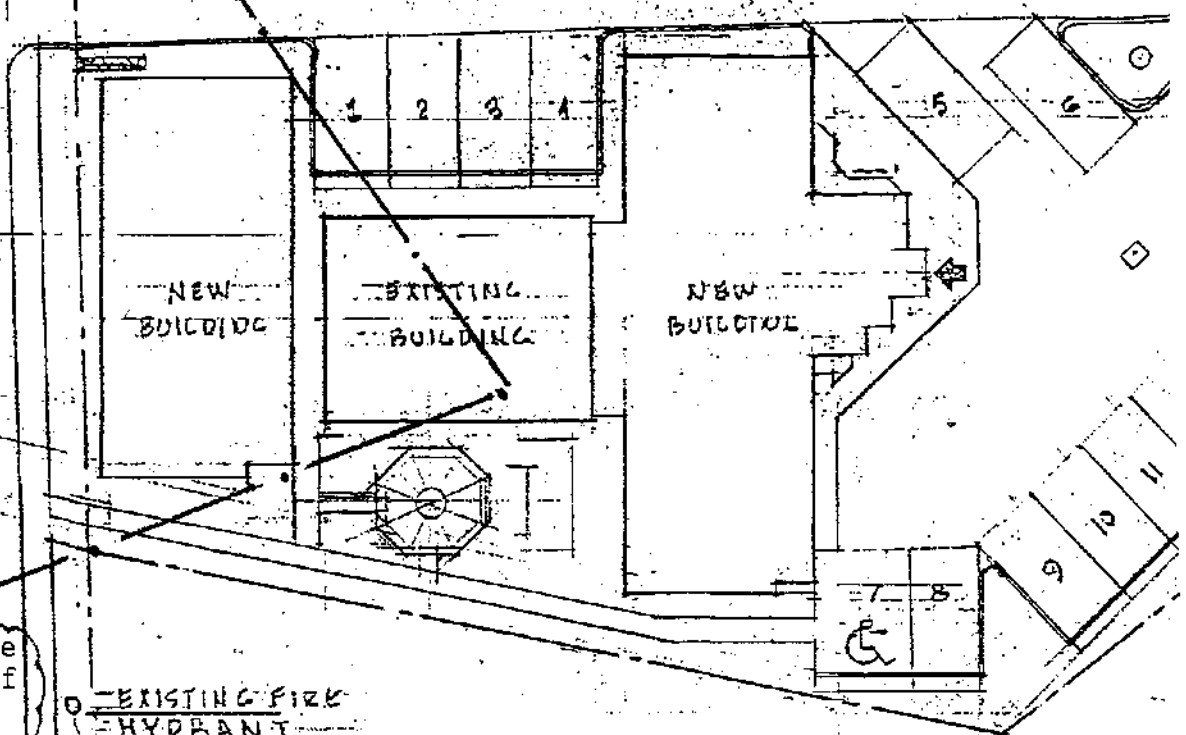 1 2 3 4
5
6
NEW
BUILDING
EXISTING
BUILDING
NEW
BUILDING
11
10
9
7 8
e
f
EXISTING FIRE
HYDRANT